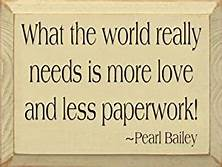 What the world really
needs is more love
and less paperwork!
~Pearl Bailey